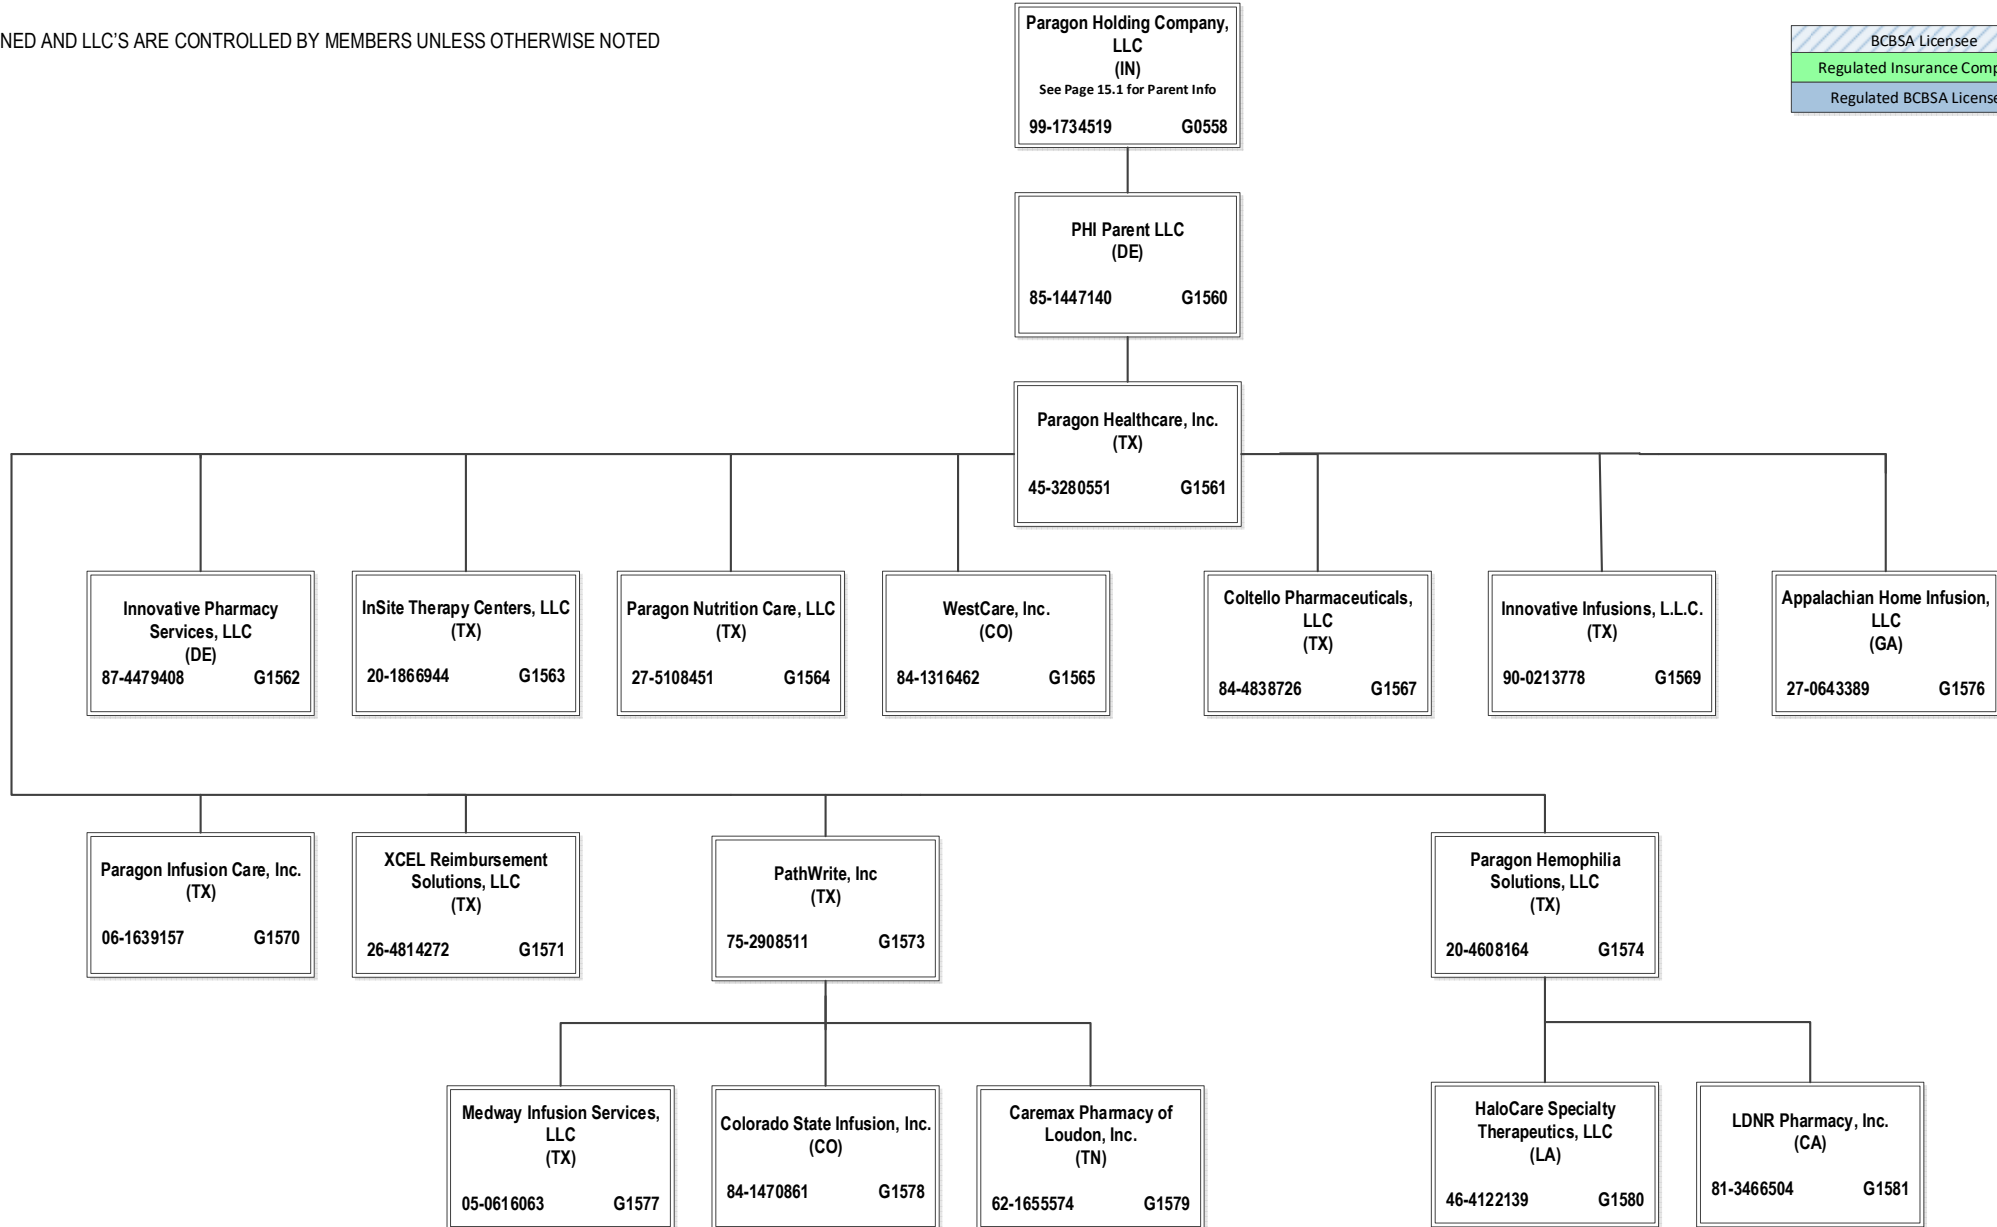 NED AND LLC'S ARE CONTROLLED BY MEMBERS UNLESS OTHERWISE NOTED
BCBSA Licensee
Regulated Insurance Comp
Regulated BCBSA License
Paragon Holding Company,
LLC
(IN)
See Page 15.1 for Parent Info
99-1734519 G0558
PHI Parent LLC
(DE)
85-1447140 G1560
Paragon Healthcare, Inc.
(TX)
45-3280551 G1561
Innovative Pharmacy
Services, LLC
(DE)
87-4479408 G1562
InSite Therapy Centers, LLC
(TX)
20-1866944 G1563
Paragon Nutrition Care, LLC
(TX)
27-5108451 G1564
WestCare, Inc.
(CO)
84-1316462 G1565
Coltello Pharmaceuticals,
LLC
(TX)
84-4838726 G1567
Innovative Infusions, L.L.C.
(TX)
90-0213778 G1569
Appalachian Home Infusion,
LLC
(GA)
27-0643389 G1576
Paragon Infusion Care, Inc.
(TX)
06-1639157 G1570
XCEL Reimbursement
Solutions, LLC
(TX)
26-4814272 G1571
PathWrite, Inc
(TX)
75-2908511 G1573
Paragon Hemophilia
Solutions, LLC
(TX)
20-4608164 G1574
Medway Infusion Services,
LLC
(TX)
05-0616063 G1577
Colorado State Infusion, Inc.
(CO)
84-1470861 G1578
Caremax Pharmacy of
Loudon, Inc.
(TN)
62-1655574 G1579
HaloCare Specialty
Therapeutics, LLC
(LA)
46-4122139 G1580
LDNR Pharmacy, Inc.
(CA)
81-3466504 G1581